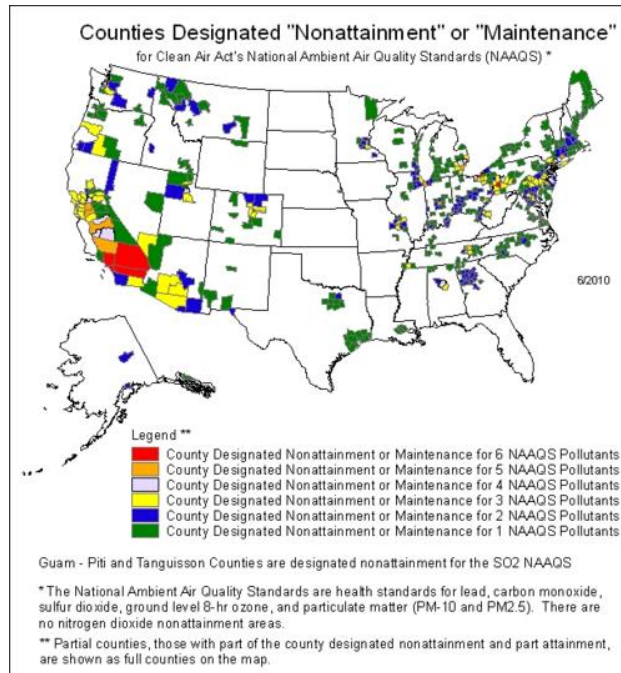 Counties Designated "Nonattainment" or "Maintenance"
for Clean Air Act's National Ambient Air Quality Standards (NAAQS) *
6/2010
Legend **
County Designated Nonattainment or Maintenance for 6 NAAQS Pollutants
County Designated Nonattainment or Maintenance for 5 NAAQS Pollutants
County Designated Nonattainment or Maintenance for 4 NAAQS Pollutants
County Designated Nonattainment or Maintenance for 3 NAAQS Pollutants
County Designated Nonattainment or Maintenance for 2 NAAQS Pollutants
County Designated Nonattainment or Maintenance for 1 NAAQS Pollutants
Guam - Piti and Tanguisson Counties are designated nonattainment for the SO2 NAAQS
* The National Ambient Air Quality Standards are health standards for lead, carbon monoxide,
sulfur dioxide, ground level 8-hr ozone, and particulate matter (PM-10 and PM2.5). There are
no nitrogen dioxide nonattainment areas.
** Partial counties, those with part of the county designated nonattainment and part attainment,
are shown as full counties on the map.